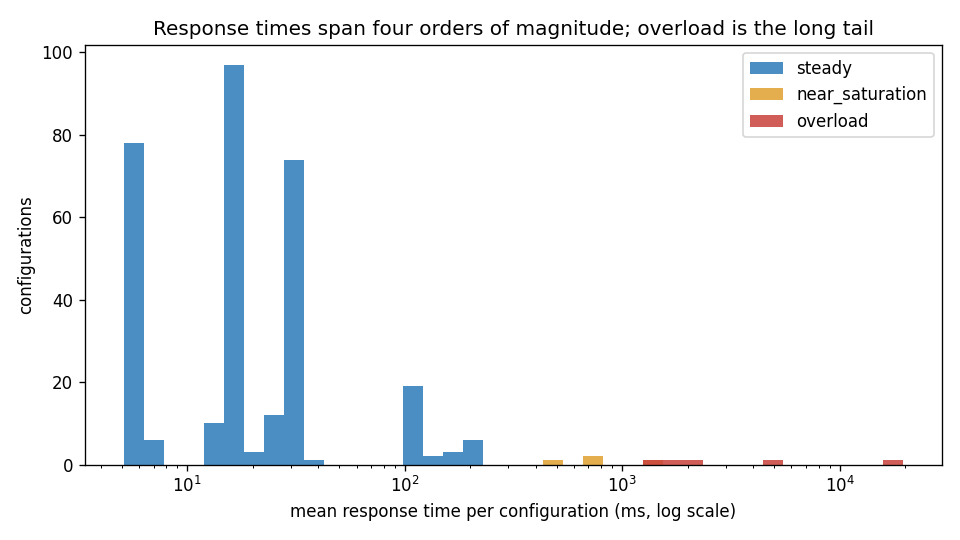 Response times span four orders of magnitude; overload is the long tail
steady
near_saturation
overload
100
80
60
40
20
0
configurations
10¹
10²
10³
10⁴
mean response time per configuration (ms, log scale)